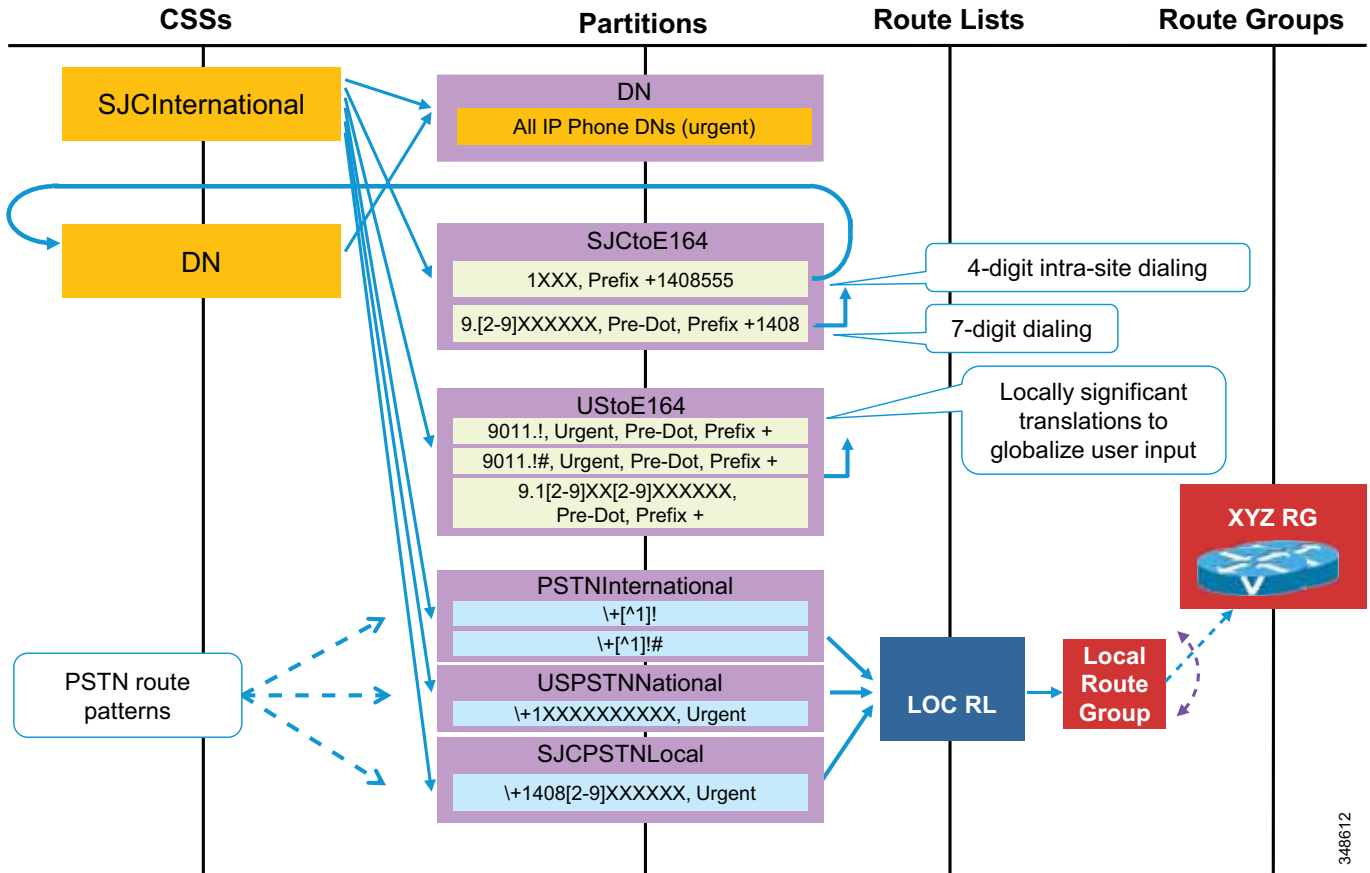 CSSs
Partitions
Route Lists
Route Groups
SJCInternational
DN
All IP Phone DNs (urgent)
DN
SJCtoE164
1XXX, Prefix +1408555
9.[2-9]XXXXXX, Pre-Dot, Prefix +1408
4-digit intra-site dialing
7-digit dialing
UStoE164
9011.!, Urgent, Pre-Dot, Prefix +
9011.!#, Urgent, Pre-Dot, Prefix +
9.1[2-9]XX[2-9]XXXXXX,
Pre-Dot, Prefix +
Locally significant
translations to
globalize user input
XYZ RG
V
PSTNInternational
\+[^1]!
\+[^1]!#
USPSTNNational
\+1XXXXXXXXXX, Urgent
SJCPSTNLocal
\+1408[2-9]XXXXXX, Urgent
PSTN route
patterns
LOC RL
Local
Route
Group
348612